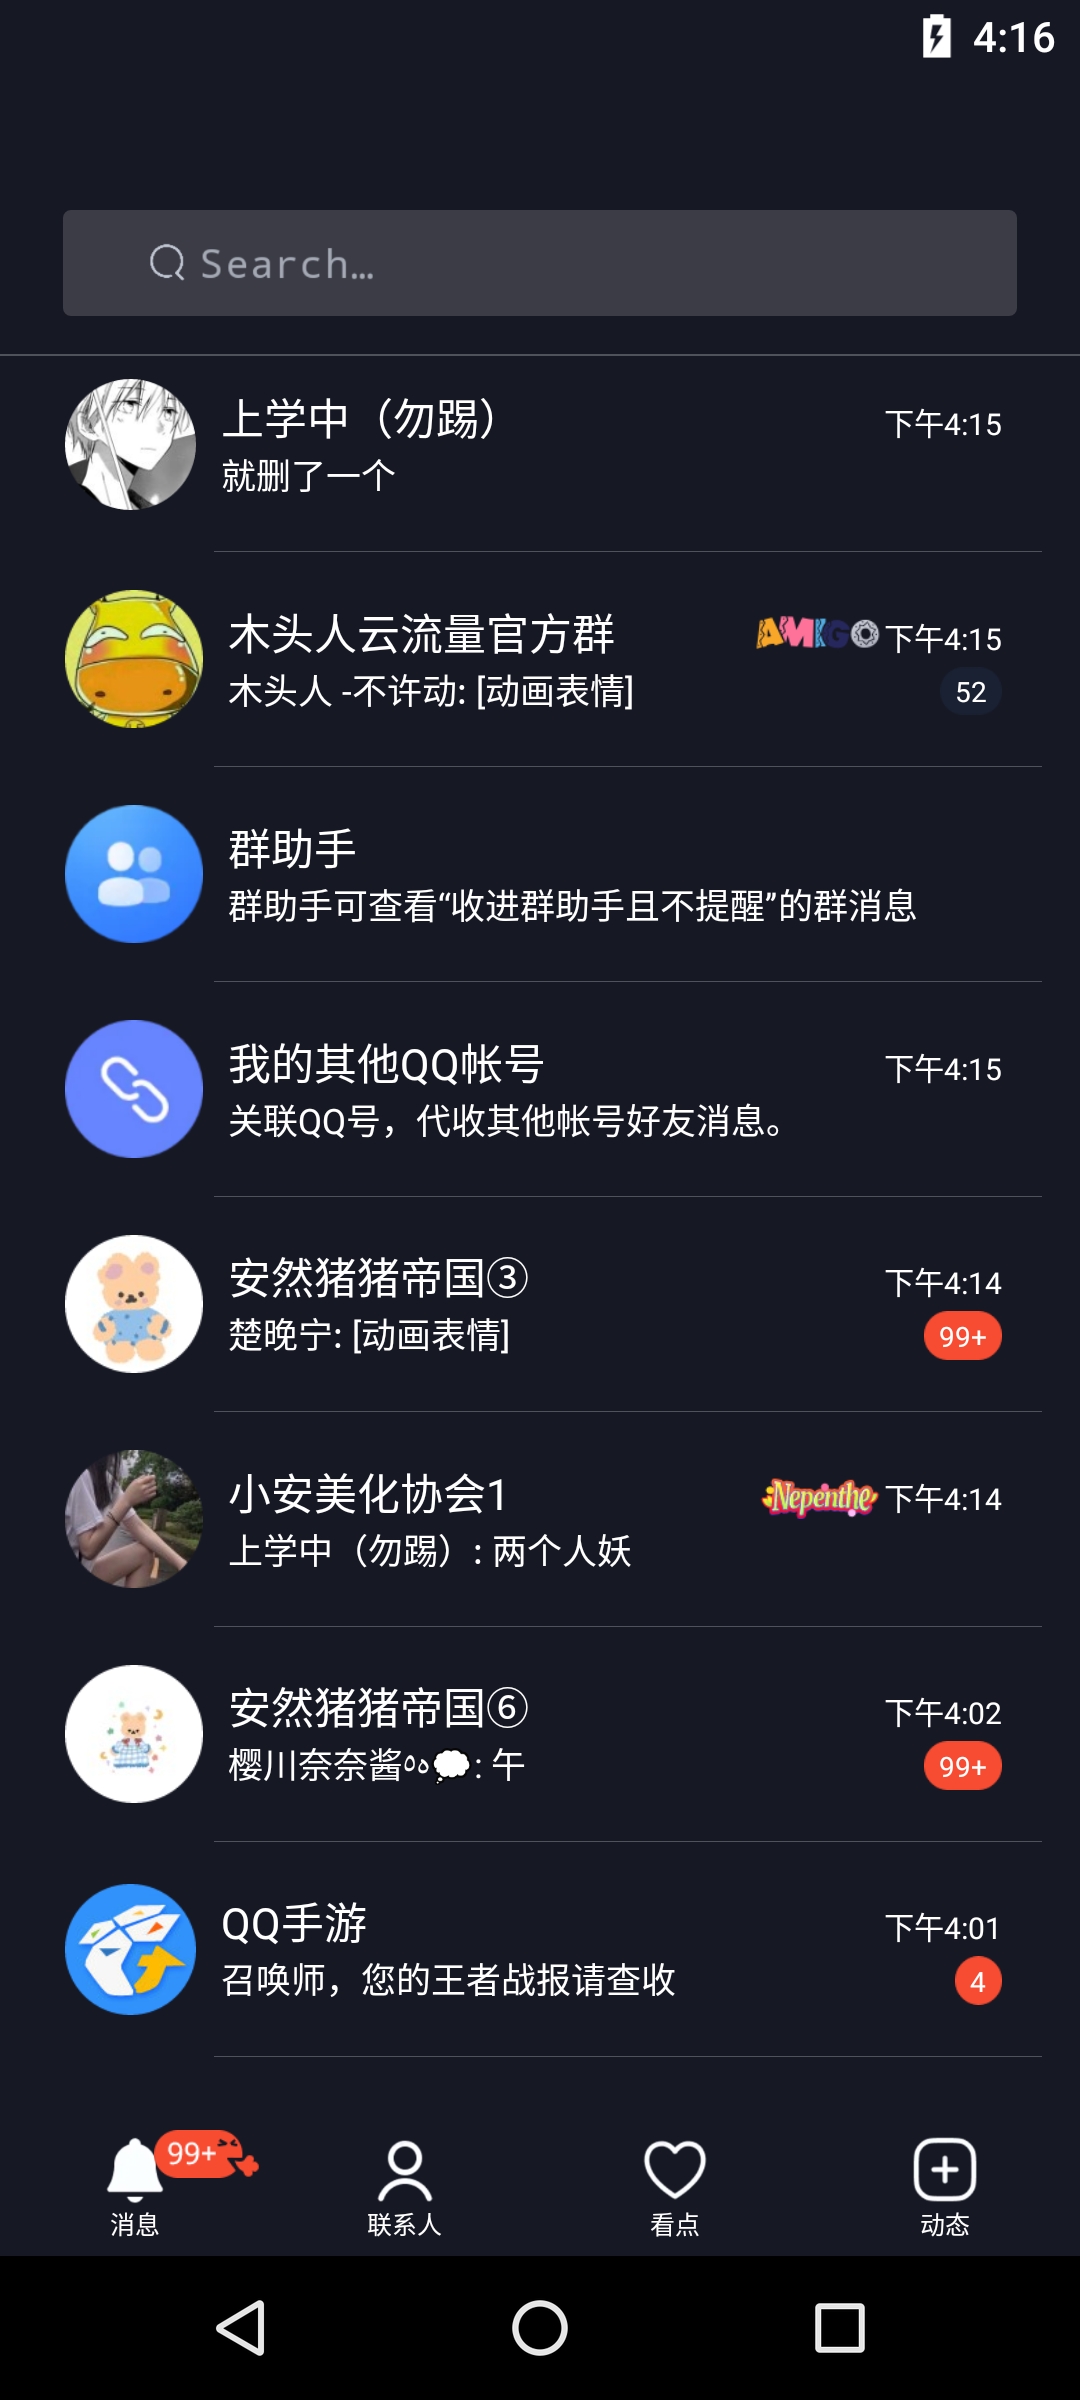 4:16
Search…
上学中（勿踢）
下午4:15
就删了一个
木头人云流量官方群
AMIGO 下午4:15
木头人 -不许动: [动画表情]
52
群助手
群助手可查看“收进群助手且不提醒”的群消息
我的其他QQ帐号
下午4:15
关联QQ号，代收其他帐号好友消息。
安然猪猪帝国③
下午4:14
楚晚宁: [动画表情]
99+
小安美化协会1
Nepenthe 下午4:14
上学中（勿踢）: 两个人妖
安然猪猪帝国⑥
下午4:02
樱川奈奈酱: 午
99+
QQ手游
下午4:01
召唤师，您的王者战报请查收
4
99+
消息
联系人
看点
动态